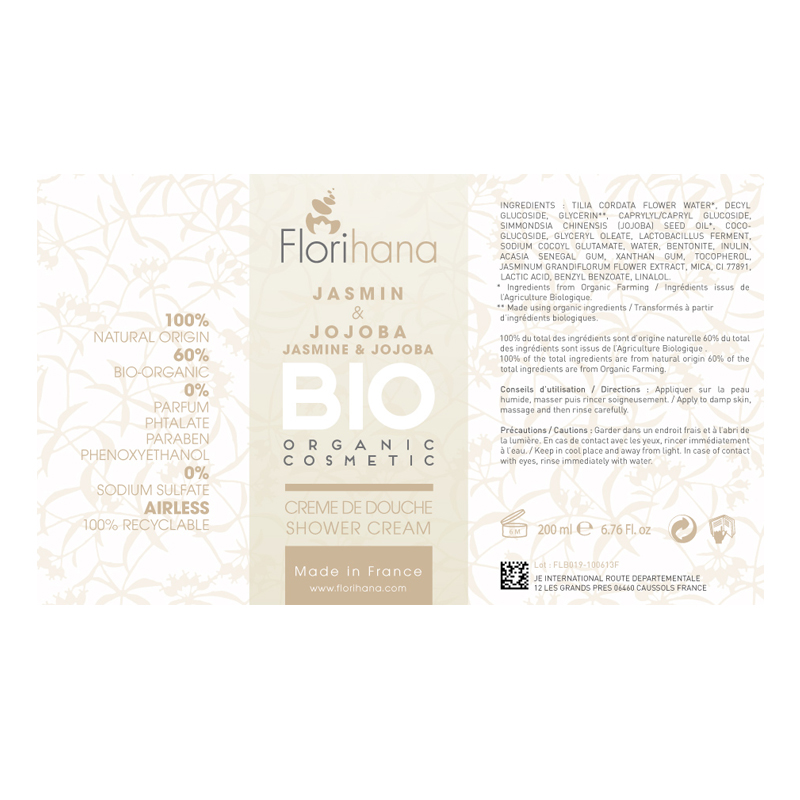 100%
NATURAL ORIGIN
60%
BIO-ORGANIC
0%
PARFUM
PHTALATE
PARABEN
PHENOXYETHANOL
0%
SODIUM SULFATE
AIRLESS
100% RECYCLABLE
Florihana
JASMIN
&
JOJOBA
JASMINE & JOJOBA
BIO
ORGANIC
COSMETIC
CREME DE DOUCHE
SHOWER CREAM
Made in France
www.florihana.com
INGREDIENTS : TILIA CORDATA FLOWER WATER*, DECYL
GLUCOSIDE, GLYCERIN**, CAPRYLYL/CAPRYL GLUCOSIDE,
SIMMONDSIA CHINENSIS (JOJOBA) SEED OIL*, COCO-
GLUCOSIDE, GLYCERYL OLEATE, LACTOBACILLUS FERMENT,
SODIUM COCOYL GLUTAMATE, WATER, BENTONITE, INULIN,
ACASIA SENEGAL GUM, XANTHAN GUM, TOCOPHEROL,
JASMINUM GRANDIFLORUM FLOWER EXTRACT, MICA, CI 77891,
LACTIC ACID, BENZYL BENZOATE, LINALOL.
* Ingredients from Organic Farming / Ingrédients issus de
l'Agriculture Biologique.
** Made using organic ingredients / Transformés à partir
d'ingrédients biologiques.
100% du total des ingrédients sont d'origine naturelle 60% du total
des ingrédients sont issus de l'Agriculture Biologique .
100% of the total ingredients are from natural origin 60% of the
total ingredients are from Organic Farming.
Conseils d'utilisation / Directions : Appliquer sur la peau
humide, masser puis rincer soigneusement. / Apply to damp skin,
massage and then rinse carefully.
Précautions / Cautions : Garder dans un endroit frais et à l'abri de
la lumière. En cas de contact avec les yeux, rincer immédiatement
à l'eau. / Keep in cool place and away from light. In case of contact
with eyes, rinse immediately with water.
6M 200 ml ℮ 6.76 Fl. oz
Lot : FLB019-100613F
JE INTERNATIONAL ROUTE DEPARTEMENTALE
12 LES GRANDS PRES 06460 CAUSSOLS FRANCE